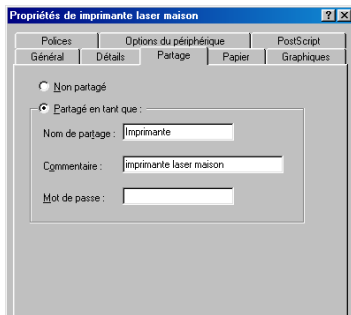 Propriétés de imprimante laser maison
Polices Options du périphérique PostScript
Général Détails Partage Papier Graphiques
Non partagé
Partagé en tant que :
Nom de partage : Imprimante
Commentaire : imprimante laser maison
Mot de passe :